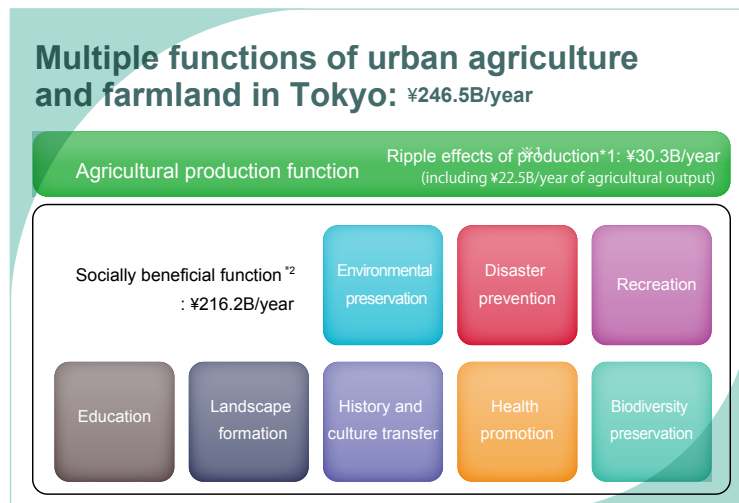 Multiple functions of urban agriculture
and farmland in Tokyo: ¥246.5B/year
Agricultural production function
Ripple effects of production*1: ¥30.3B/year
※1
(including ¥22.5B/year of agricultural output)
Socially beneficial function *2
: ¥216.2B/year
Environmental
preservation
Disaster
prevention
Recreation
Education
Landscape
formation
History and
culture transfer
Health
promotion
Biodiversity
preservation